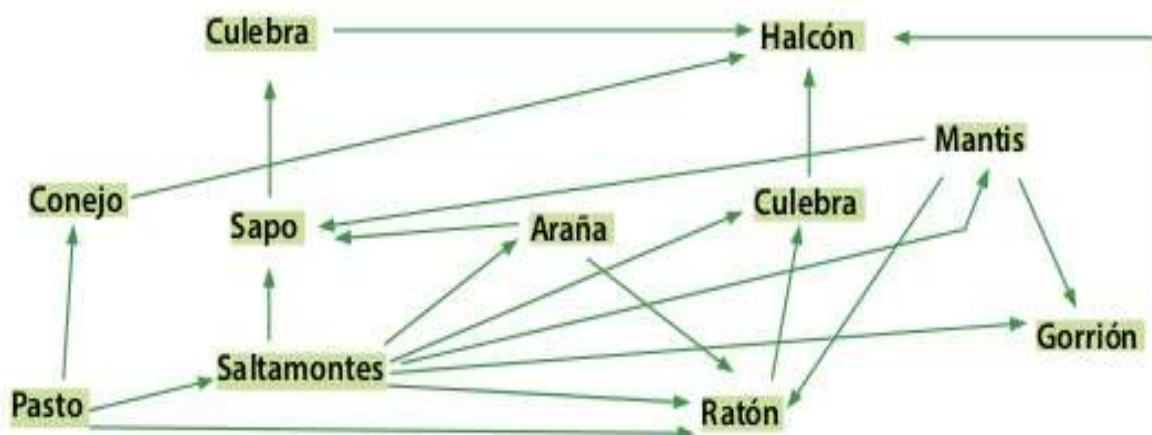 Culebra
Halcón
Mantis
Conejo
Sapo
Araña
Culebra
Gorrión
Saltamontes
Pasto
Ratón